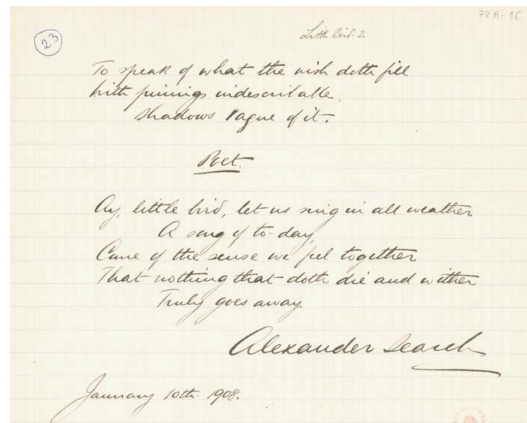 78A-16
23
Little bird. 3.
To speak of what the wish doth fill
With pinings indescribable,
Shadows vague of it.
Poet.
Ay, little bird, let us sing in all weather
A song of to-day,
Came of the sense we feel together
That nothing that doth die and wither
Truly goes away
Alexander Search
January 10th 1908.